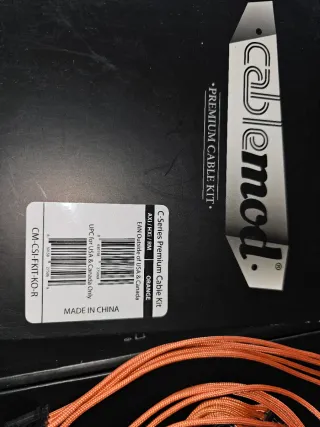 cablemod®
•PREMIUM CABLE KIT•
C-Series Premium Cable Kit
AXi / HXi / RM ORANGE
EAN Outside of USA & Canada
UPC for USA & Canada Only
MADE IN CHINA
CM-CSI-FKIT-KO-R